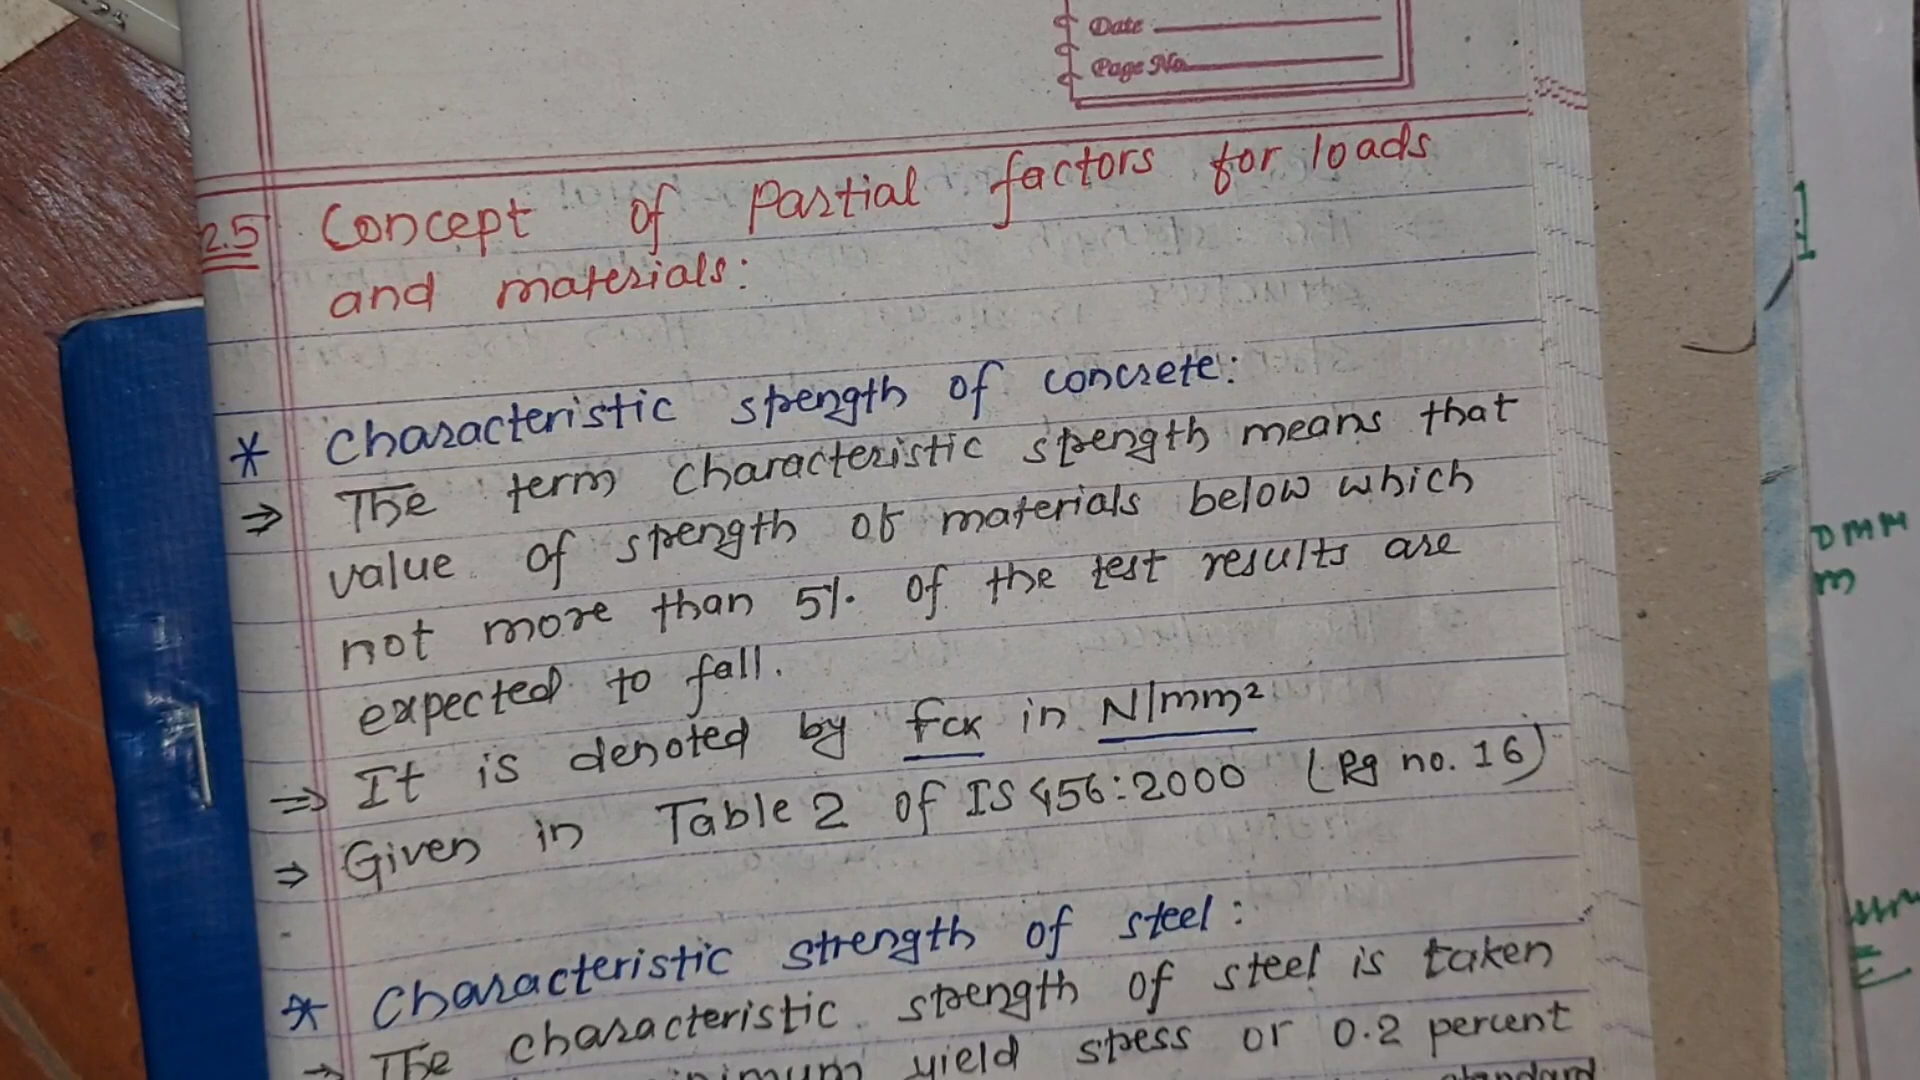 Date
Page No.
2.5 Concept of Partial factors for loads
and materials:
* Characteristic strength of concrete:
⇒ The term characteristic strength means that
value of strength of materials below which
not more than 5% of the test results are
expected to fall.
⇒ It is denoted by fck in N/mm²
⇒ Given in Table 2 of IS 456:2000 (Pg no. 16)
* Characteristic strength of steel:
→ The characteristic strength of steel is taken
yield stress or 0.2 percent
standard